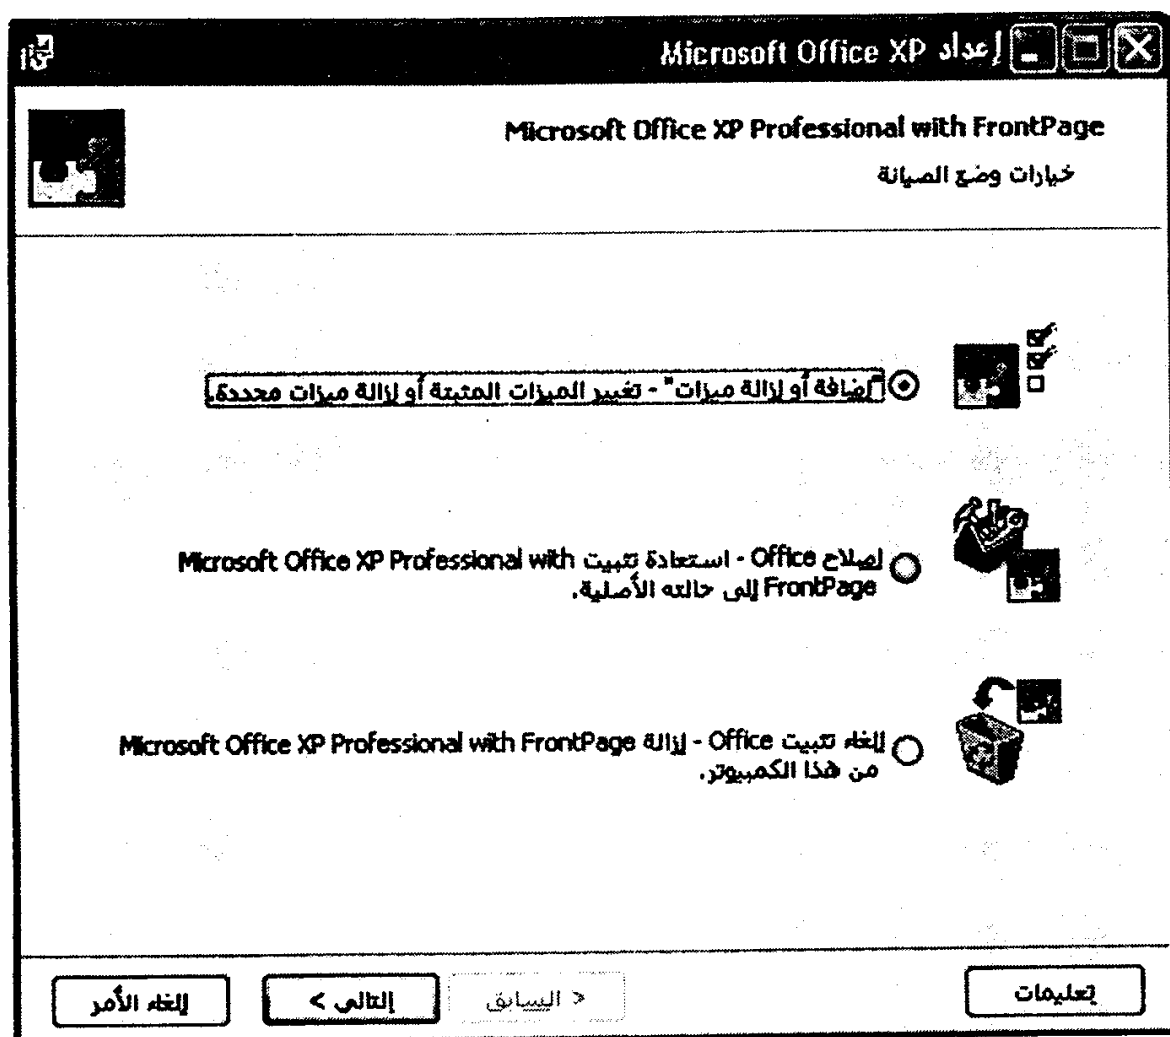 إعداد Microsoft Office XP
Microsoft Office XP Professional with FrontPage
خيارات وضع الصيانة
"إضافة أو إزالة ميزات" - تغيير الميزات المثبتة أو إزالة ميزات محددة.
إصلاح Office - استعادة تثبيت Microsoft Office XP Professional with
FrontPage إلى حالته الأصلية.
إلغاء تثبيت Office - إزالة Microsoft Office XP Professional with FrontPage
من هذا الكمبيوتر.
تعليمات
< السابق
التالي >
إلغاء الأمر